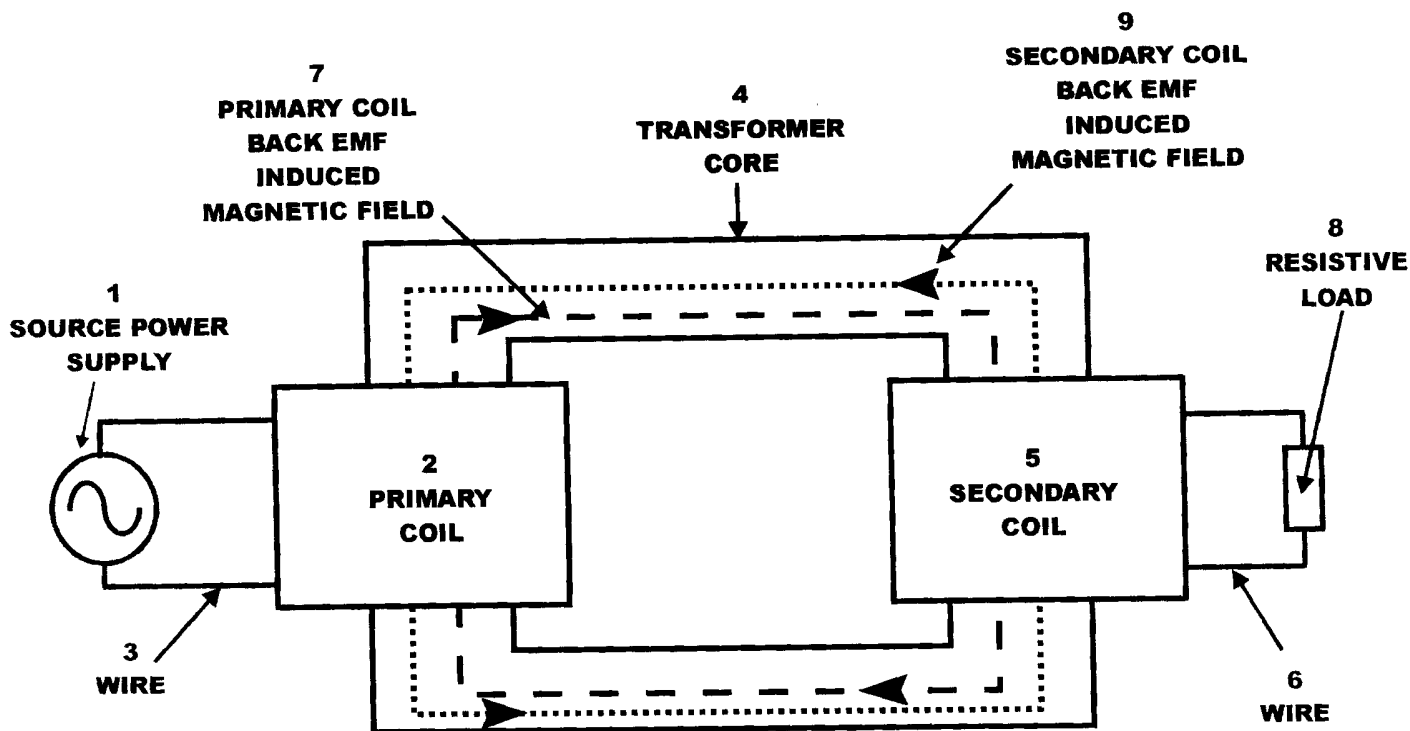 7
PRIMARY COIL
BACK EMF
INDUCED
MAGNETIC FIELD
4
TRANSFORMER
CORE
9
SECONDARY COIL
BACK EMF
INDUCED
MAGNETIC FIELD
8
RESISTIVE
LOAD
1
SOURCE POWER
SUPPLY
2
PRIMARY
COIL
5
SECONDARY
COIL
3
WIRE
6
WIRE